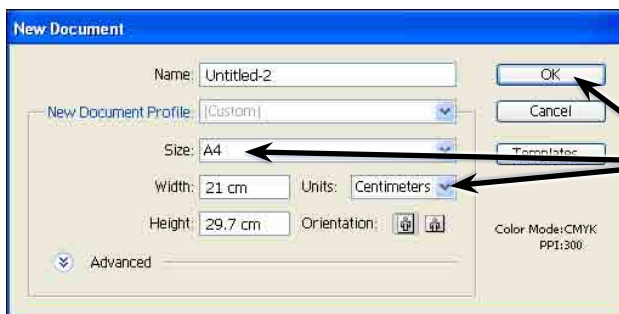 New Document
Name: Untitled-2
OK
New Document Profile: [Custom]
Cancel
Size: A4
Templates...
Width: 21 cm Units: Centimeters
Height: 29.7 cm Orientation:
Color Mode:CMYK
PPI:300
Advanced